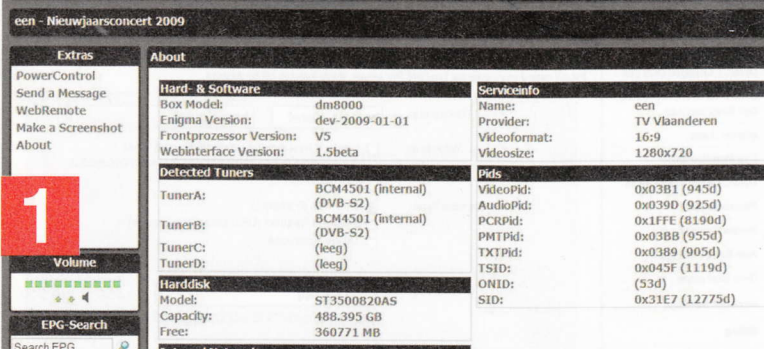 een - Nieuwjaarsconcert 2009
Extras
PowerControl
Send a Message
WebRemote
Make a Screenshot
About
1
Volume
EPG-Search
Search EPG
About
Hard- & Software
Box Model: dm8000
Enigma Version: dev-2009-01-01
Frontprozessor Version: V5
Webinterface Version: 1.5beta
Detected Tuners
TunerA: BCM4501 (internal)
(DVB-S2)
TunerB: BCM4501 (internal)
(DVB-S2)
TunerC: (leeg)
TunerD: (leeg)
Harddisk
Model: ST3500820AS
Capacity: 488.395 GB
Free: 360771 MB
Serviceinfo
Name: een
Provider: TV Vlaanderen
Videoformat: 16:9
Videosize: 1280x720
Pids
VideoPid: 0x03B1 (945d)
AudioPid: 0x039D (925d)
PCRPid: 0x1FFE (8190d)
PMTPid: 0x03BB (955d)
TXTPid: 0x0389 (905d)
TSID: 0x045F (1119d)
ONID: (53d)
SID: 0x31E7 (12775d)